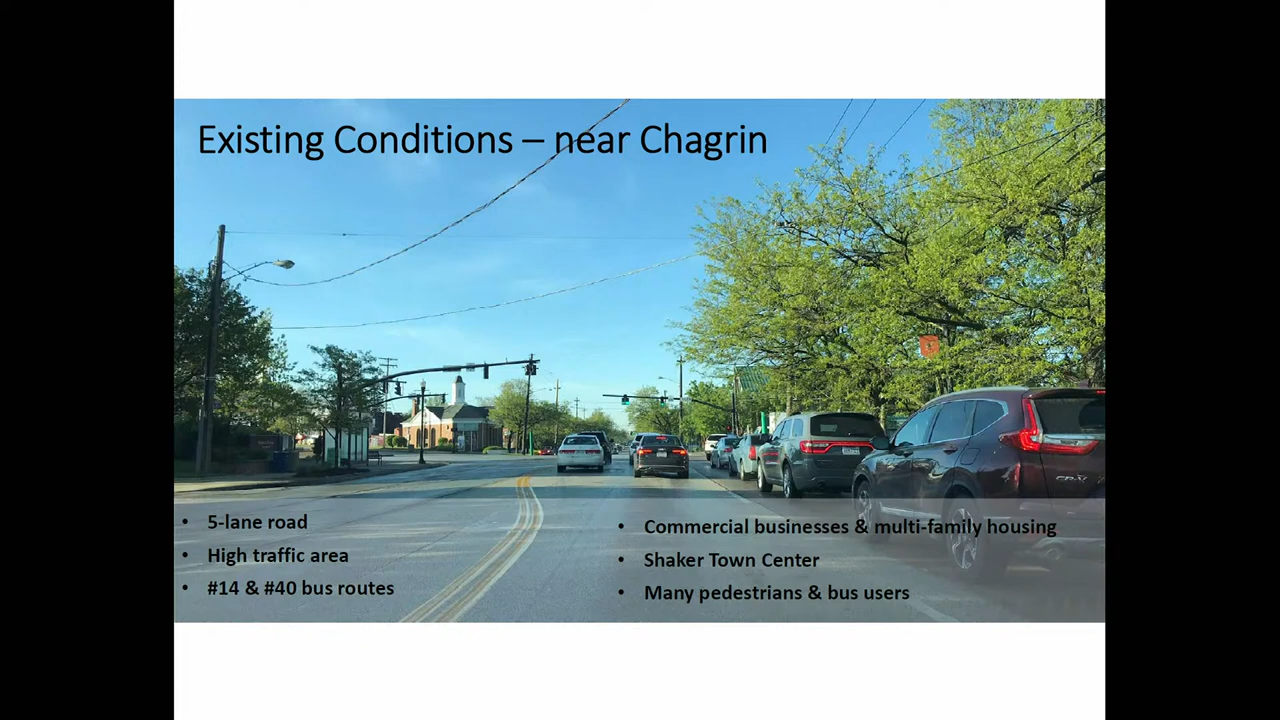 Existing Conditions – near Chagrin
• 5-lane road
• High traffic area
• #14 & #40 bus routes
• Commercial businesses & multi-family housing
• Shaker Town Center
• Many pedestrians & bus users
CR-V